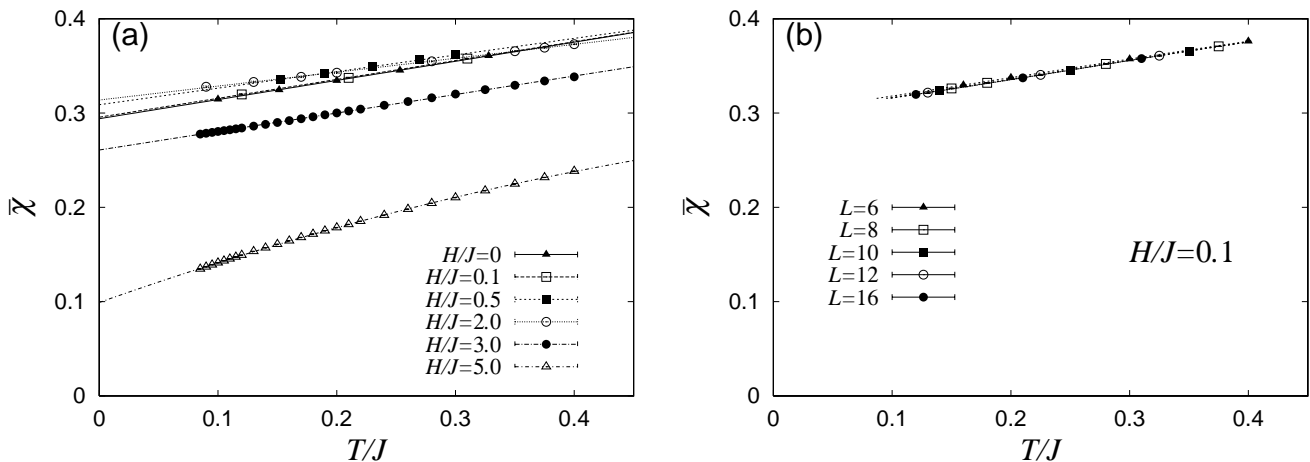 (a)
0.4
0.3
0.2
0.1
0
χ̅
H/J=0
H/J=0.1
H/J=0.5
H/J=2.0
H/J=3.0
H/J=5.0
0 0.1 0.2 0.3 0.4
T/J
(b)
0.4
0.3
0.2
0.1
0
χ̅
L=6
L=8
L=10
L=12
L=16
H/J=0.1
0 0.1 0.2 0.3 0.4
T/J